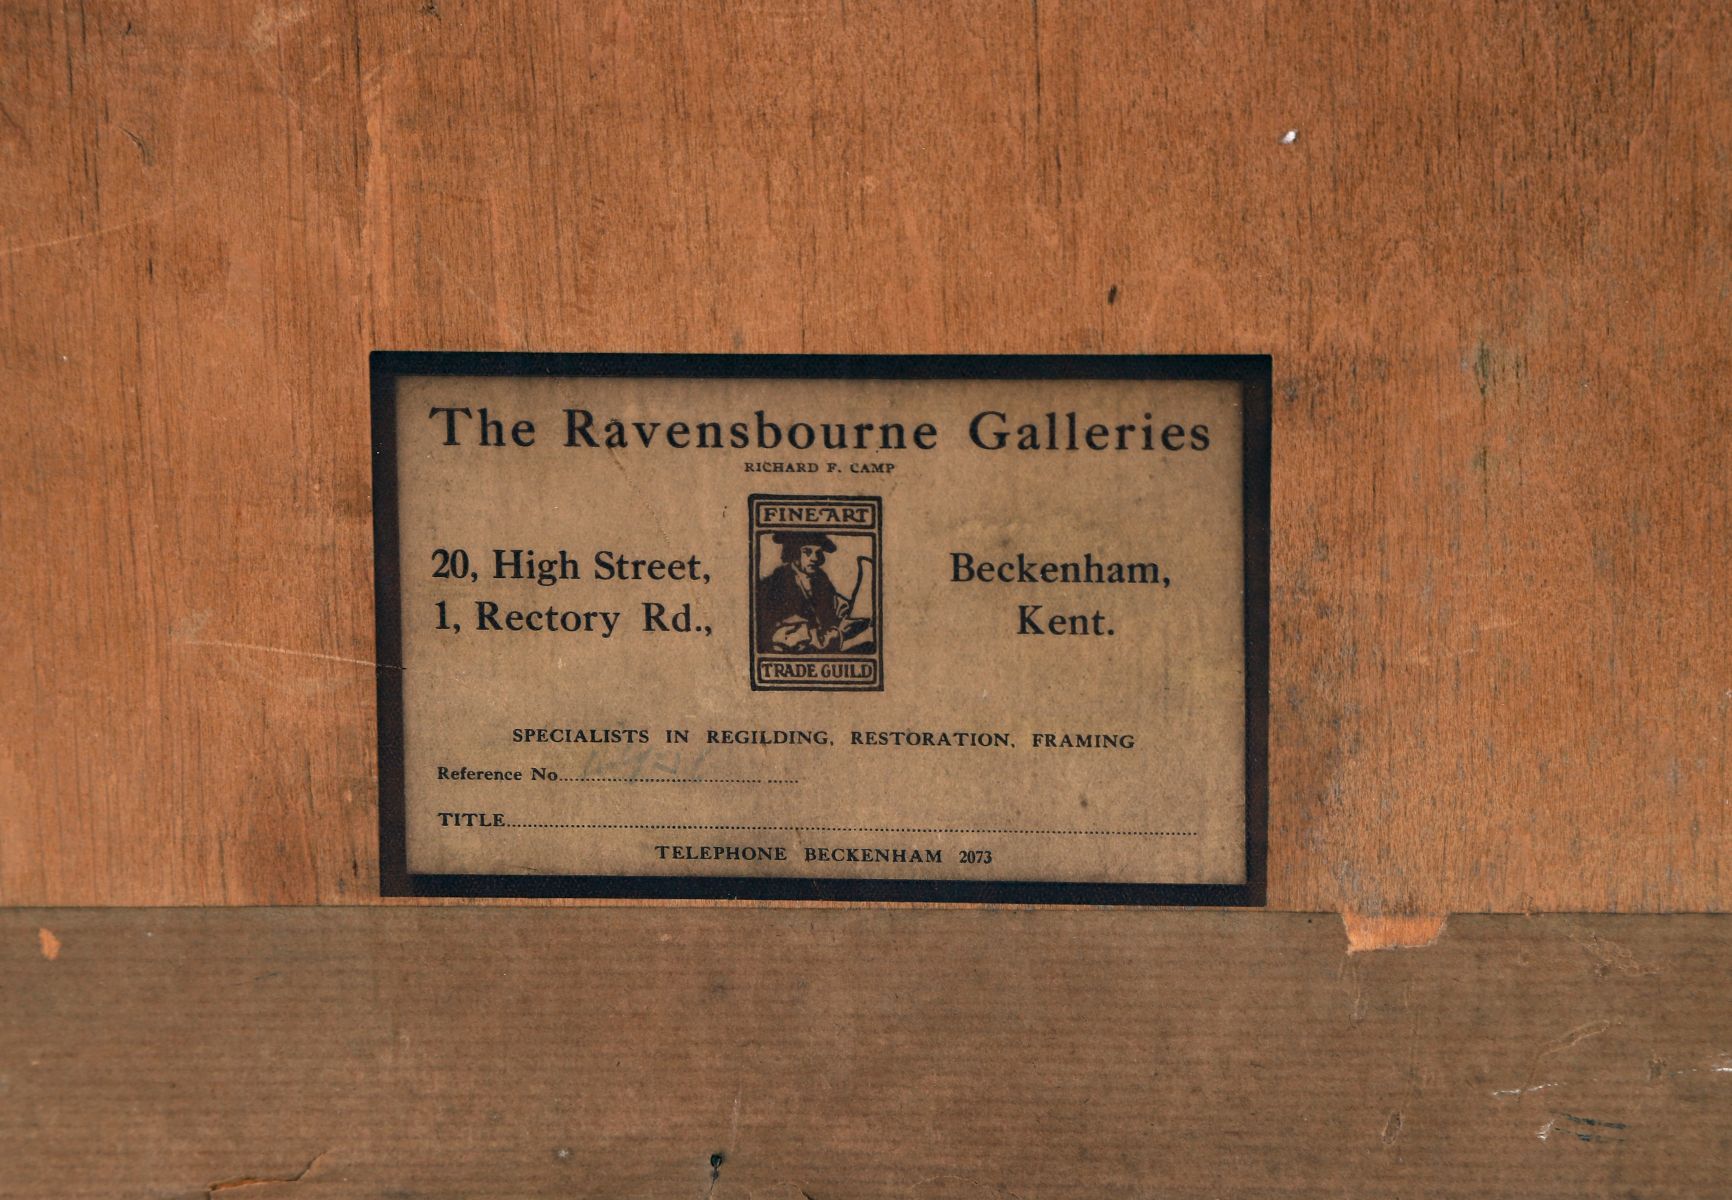 The Ravensbourne Galleries
RICHARD F. CAMP
FINE ART
20, High Street,
1, Rectory Rd.,
Beckenham,
Kent.
TRADE GUILD
SPECIALISTS IN REGILDING, RESTORATION, FRAMING
Reference No.
TITLE
TELEPHONE BECKENHAM 2073